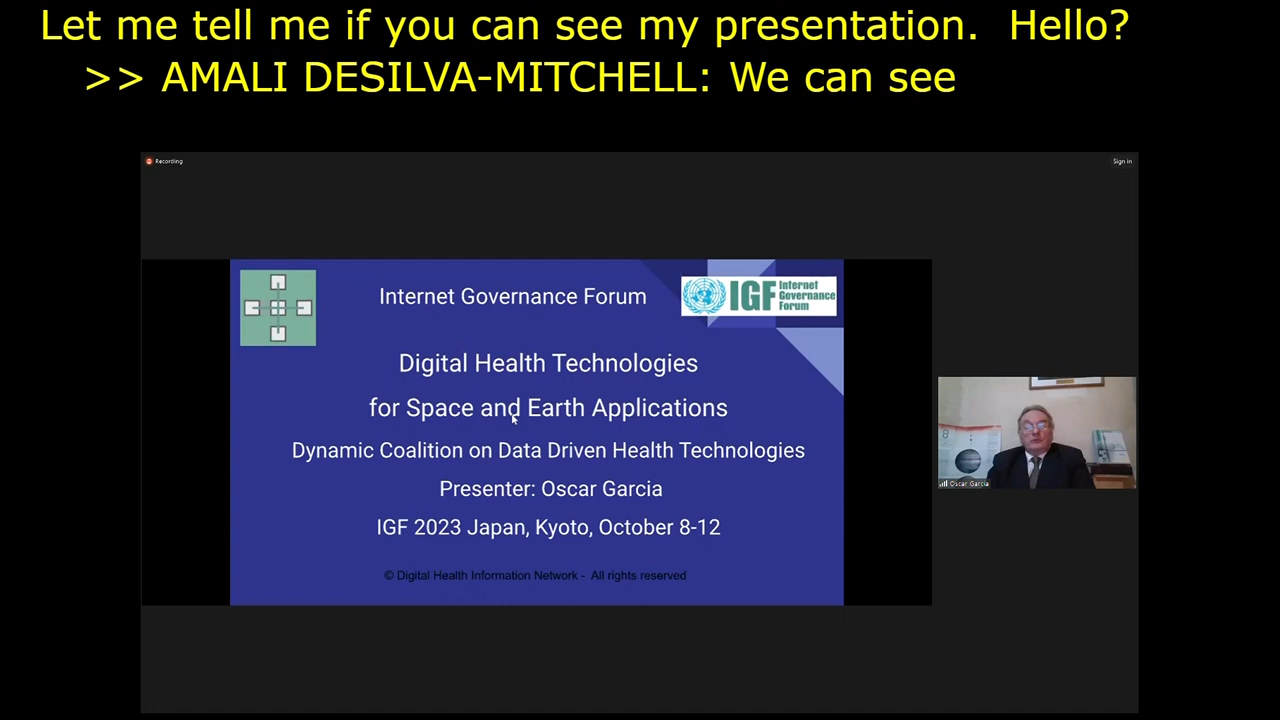 Let me tell me if you can see my presentation.  Hello?
>> AMALI DESILVA-MITCHELL: We can see
Recording
Sign in
Internet Governance Forum
IGF
Internet
Governance
Forum
Digital Health Technologies
for Space and Earth Applications
Dynamic Coalition on Data Driven Health Technologies
Presenter: Oscar Garcia
IGF 2023 Japan, Kyoto, October 8-12
© Digital Health Information Network -  All rights reserved
8
Oscar Garcia